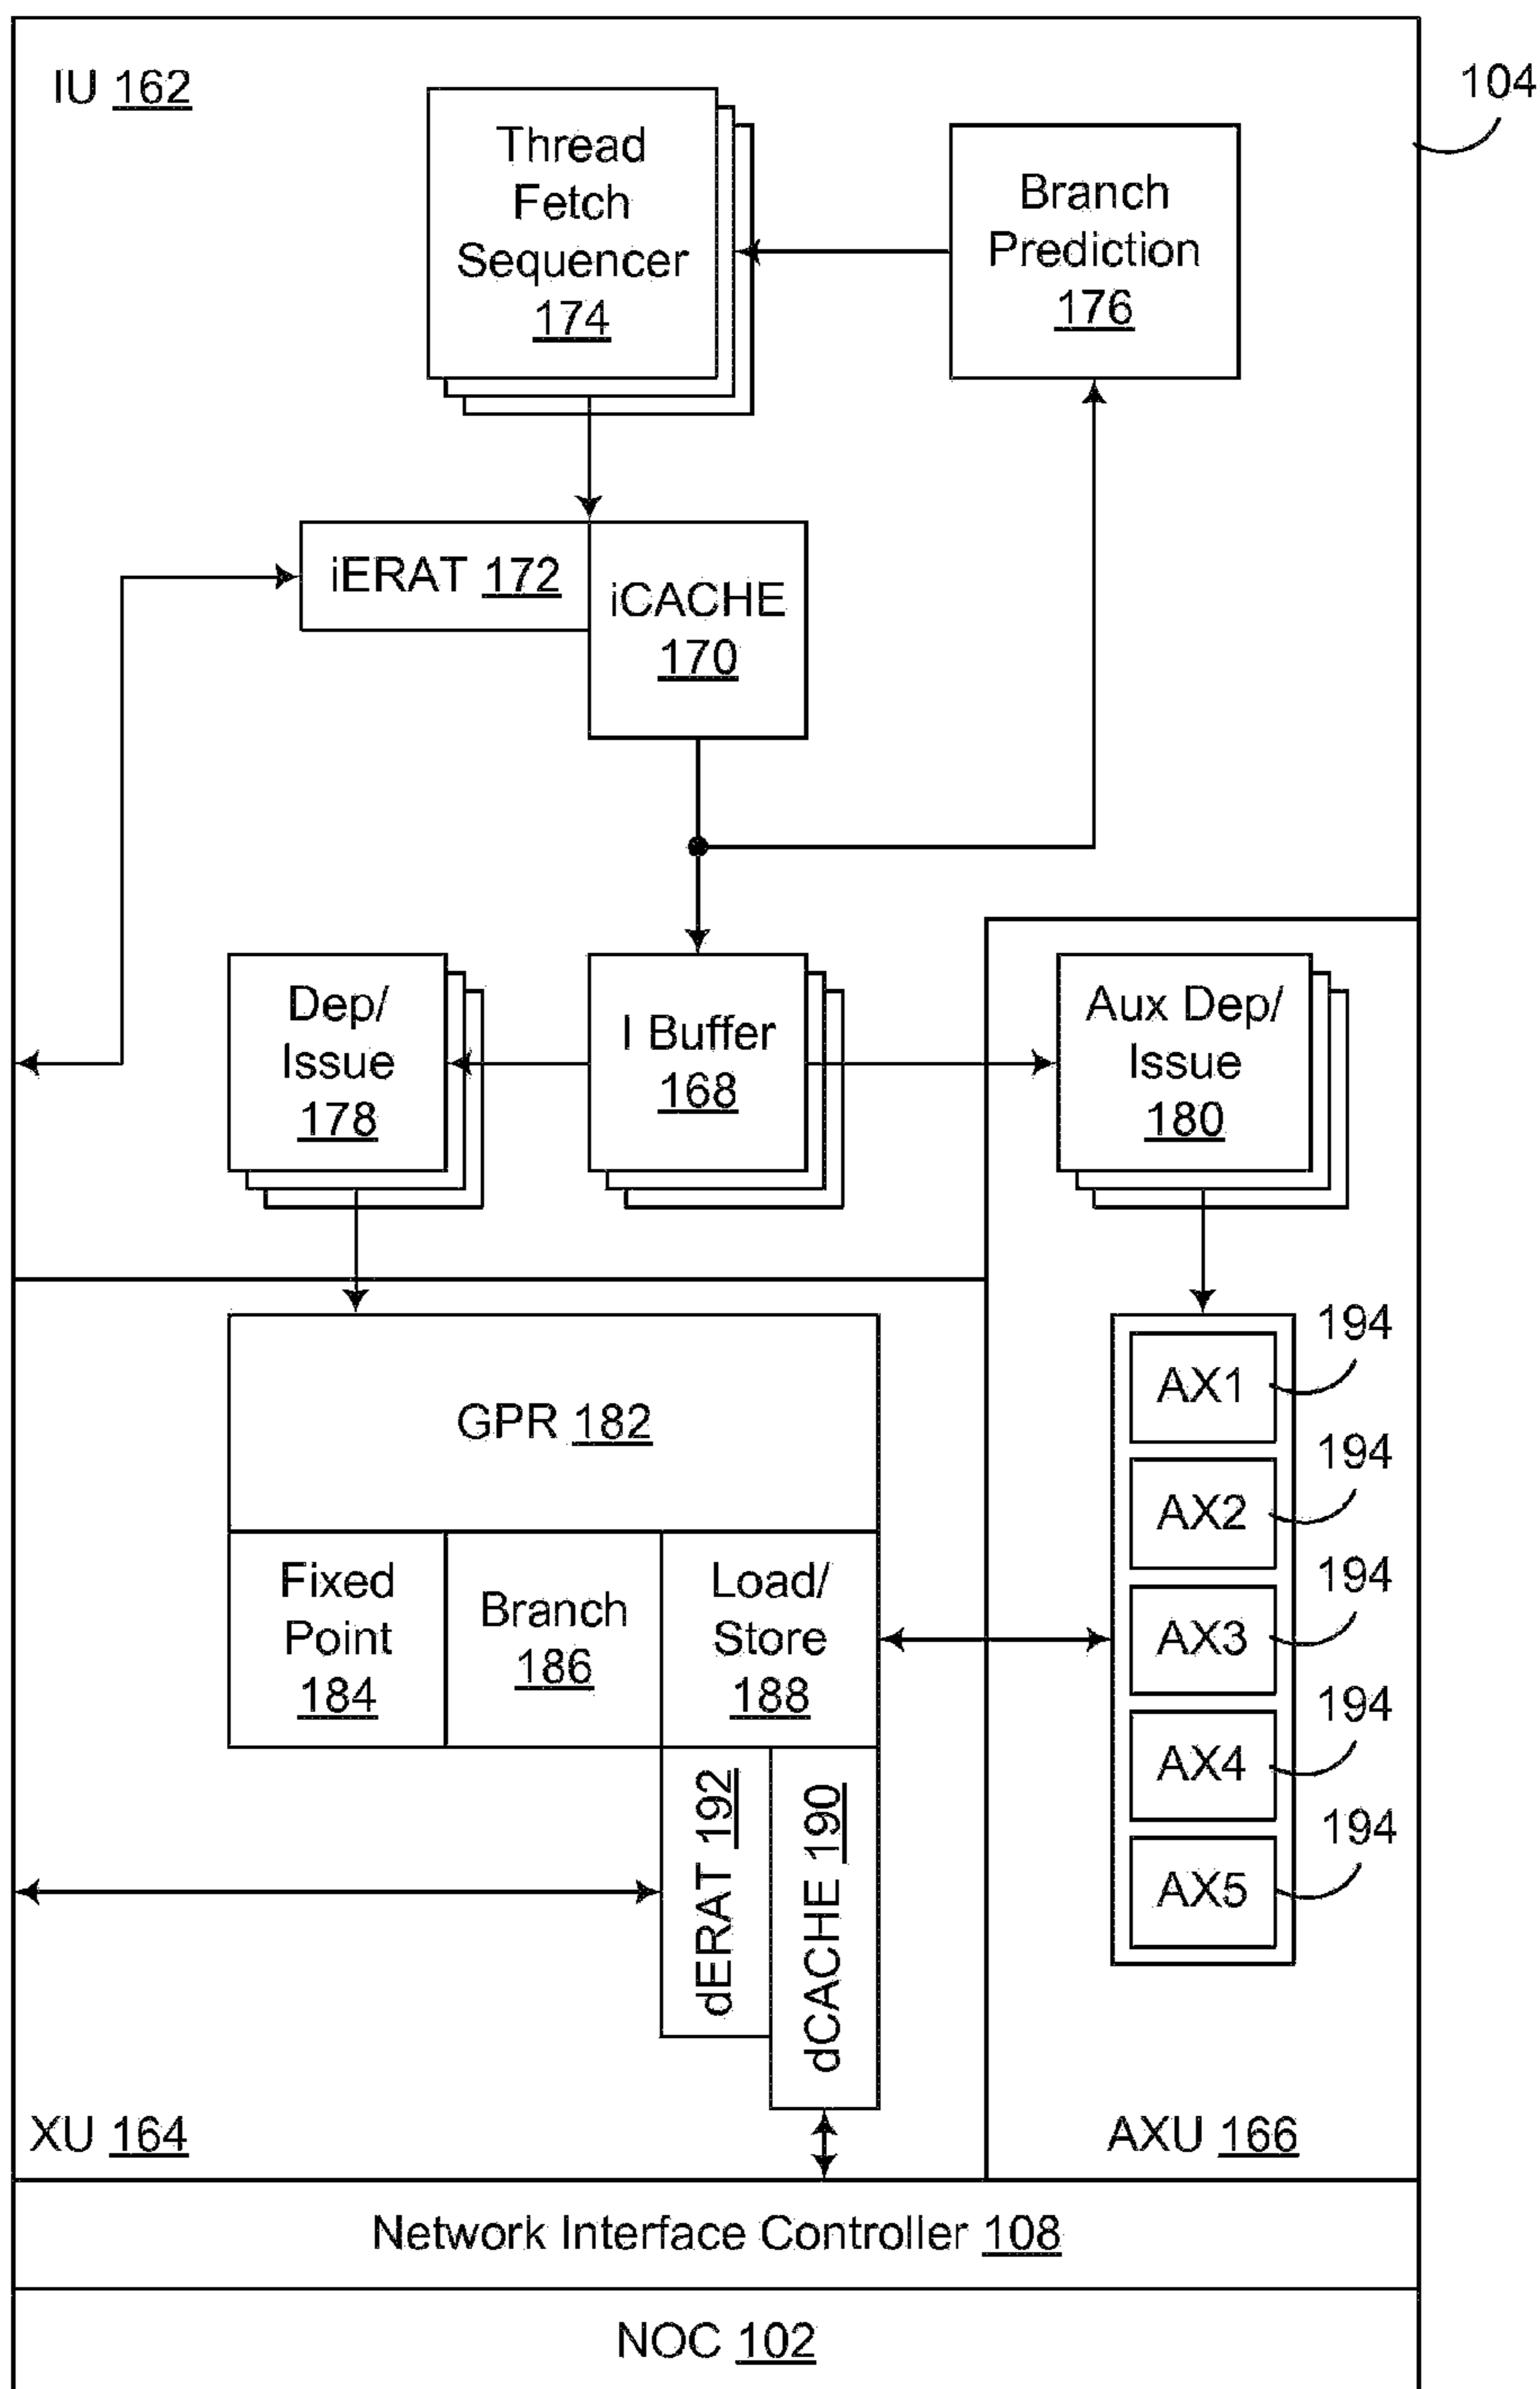 IU 162
104
Thread
Fetch
Sequencer
174
Branch
Prediction
176
iERAT 172
iCACHE
170
Dep/
Issue
178
I Buffer
168
Aux Dep/
Issue
180
GPR 182
Fixed
Point
184
Branch
186
Load/
Store
188
dERAT 192
dCACHE 190
194
AX1
194
AX2
194
AX3
194
AX4
194
AX5
XU 164
AXU 166
Network Interface Controller 108
NOC 102